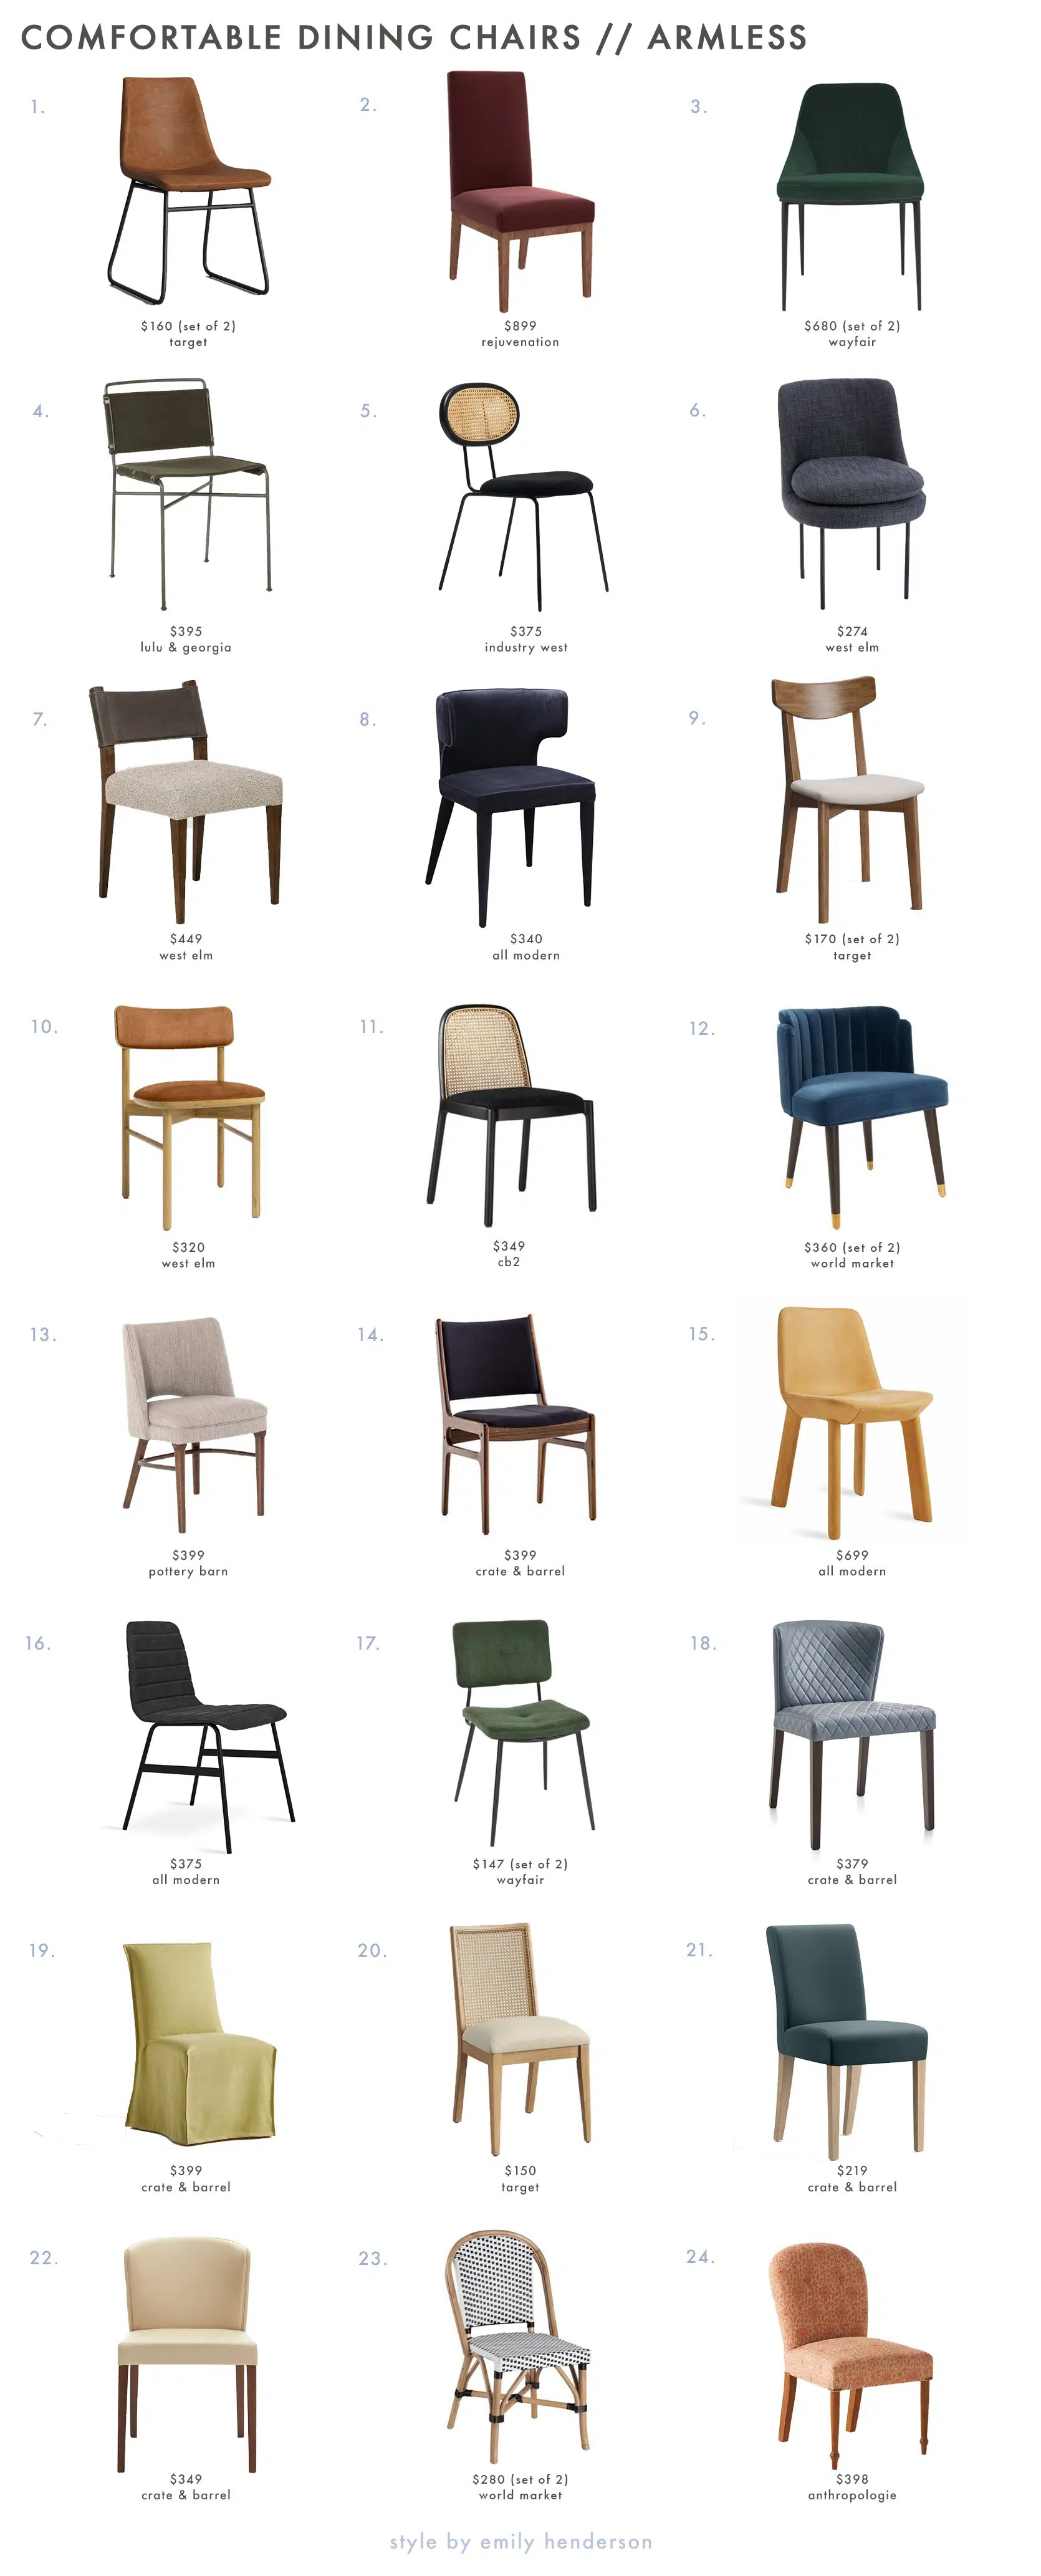 COMFORTABLE DINING CHAIRS // ARMLESS
1.
2.
3.
$160 (set of 2)
target
$899
rejuvenation
$680 (set of 2)
wayfair
4.
5.
6.
$395
lulu & georgia
$375
industry west
$274
west elm
7.
8.
9.
$449
west elm
$340
all modern
$170 (set of 2)
target
10.
11.
12.
$320
west elm
$349
cb2
$360 (set of 2)
world market
13.
14.
15.
$399
pottery barn
$399
crate & barrel
$699
all modern
16.
17.
18.
$375
all modern
$147 (set of 2)
wayfair
$379
crate & barrel
19.
20.
21.
$399
crate & barrel
$150
target
$219
crate & barrel
22.
23.
24.
$349
crate & barrel
$280 (set of 2)
world market
$398
anthropologie
style by emily henderson